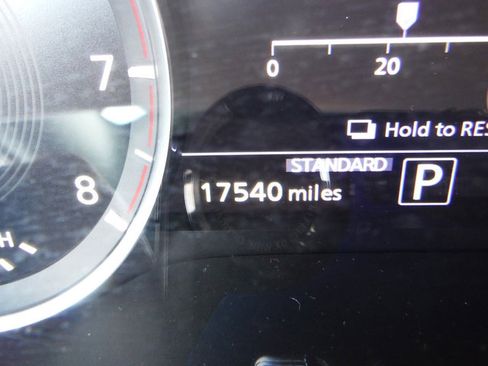 7
0 20
Hold to RES
STANDARD
8 17540 miles P
H